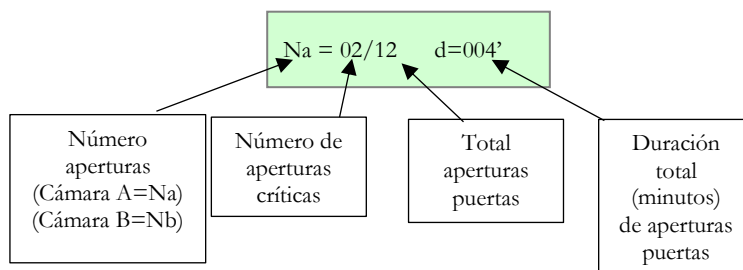 Na = 02/12 d=004’
Número
aperturas
(Cámara A=Na)
(Cámara B=Nb)
Número de
aperturas
críticas
Total
aperturas
puertas
Duración
total
(minutos)
de aperturas
puertas